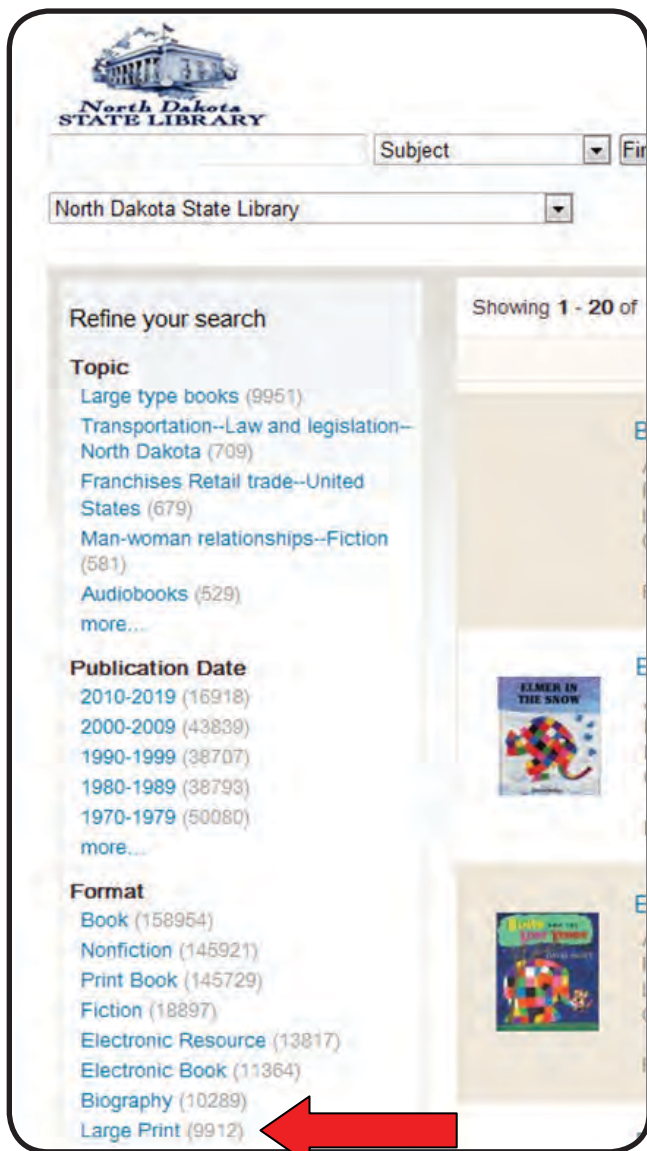 North Dakota
STATE LIBRARY
Subject
North Dakota State Library
Refine your search
Topic
Large type books (9951)
Transportation--Law and legislation--
North Dakota (709)
Franchises Retail trade--United
States (679)
Man-woman relationships--Fiction
(581)
Audiobooks (529)
more...
Publication Date
2010-2019 (16918)
2000-2009 (43839)
1990-1999 (38707)
1980-1989 (38793)
1970-1979 (50080)
more...
Format
Book (158954)
Nonfiction (145921)
Print Book (145729)
Fiction (18897)
Electronic Resource (13817)
Electronic Book (11364)
Biography (10289)
Large Print (9912)
Showing 1 - 20 of
ELMER IN
THE SNOW